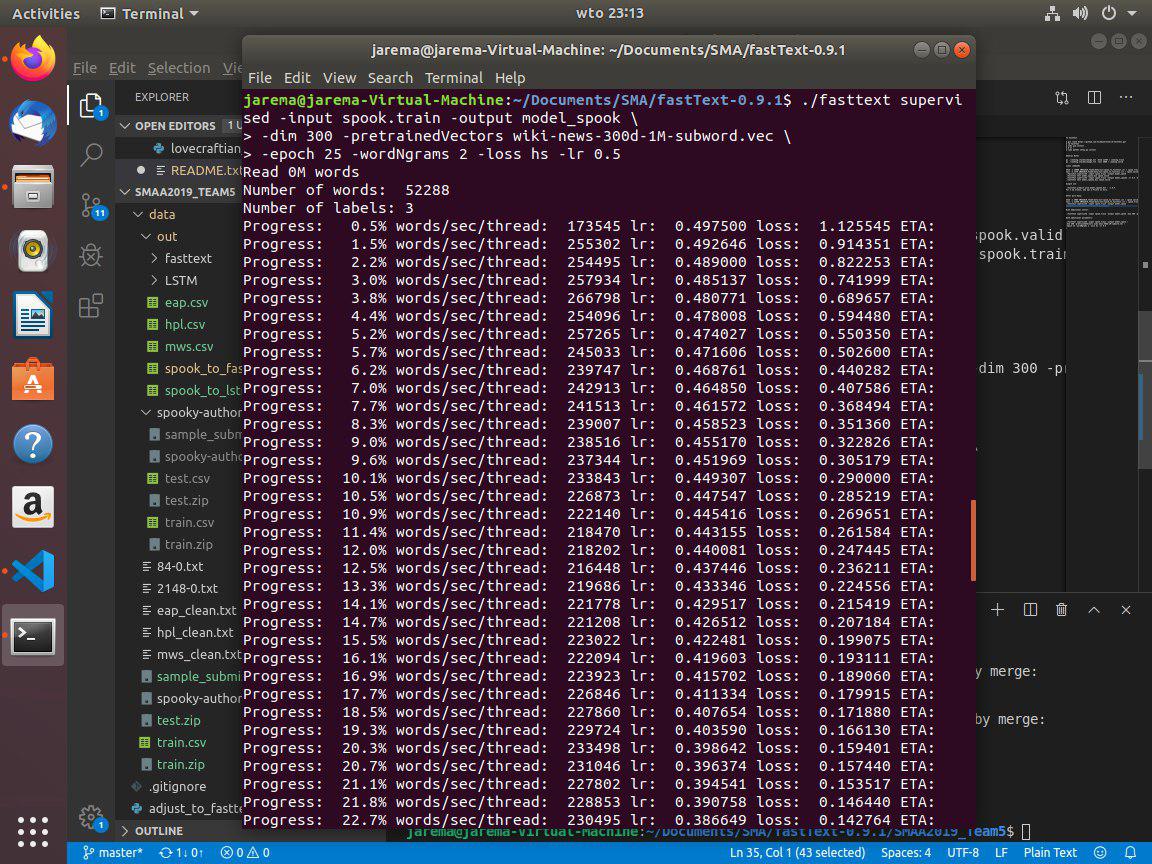 Activities
Terminal
wto 23:13
jarema@jarema-Virtual-Machine: ~/Documents/SMA/fastText-0.9.1
File Edit View Search Terminal Help
jarema@jarema-Virtual-Machine:~/Documents/SMA/fastText-0.9.1$ ./fasttext supervi
sed -input spook.train -output model_spook \
> -dim 300 -pretrainedVectors wiki-news-300d-1M-subword.vec \
> -epoch 25 -wordNgrams 2 -loss hs -lr 0.5
Read 0M words
Number of words: 52288
Number of labels: 3
Progress: 0.5% words/sec/thread: 173545 lr: 0.497500 loss: 1.125545 ETA:
Progress: 1.5% words/sec/thread: 255302 lr: 0.492646 loss: 0.914351 ETA:
Progress: 2.2% words/sec/thread: 254495 lr: 0.489000 loss: 0.822253 ETA:
Progress: 3.0% words/sec/thread: 257934 lr: 0.485137 loss: 0.741999 ETA:
Progress: 3.8% words/sec/thread: 266798 lr: 0.480771 loss: 0.689657 ETA:
Progress: 4.4% words/sec/thread: 254096 lr: 0.478008 loss: 0.594480 ETA:
Progress: 5.2% words/sec/thread: 257265 lr: 0.474027 loss: 0.550350 ETA:
Progress: 5.7% words/sec/thread: 245033 lr: 0.471606 loss: 0.502600 ETA:
Progress: 6.2% words/sec/thread: 239747 lr: 0.468761 loss: 0.440282 ETA:
Progress: 7.0% words/sec/thread: 242913 lr: 0.464850 loss: 0.407586 ETA:
Progress: 7.7% words/sec/thread: 241513 lr: 0.461572 loss: 0.368494 ETA:
Progress: 8.3% words/sec/thread: 239007 lr: 0.458523 loss: 0.351360 ETA:
Progress: 9.0% words/sec/thread: 238516 lr: 0.455170 loss: 0.322826 ETA:
Progress: 9.6% words/sec/thread: 237344 lr: 0.451969 loss: 0.305179 ETA:
Progress: 10.1% words/sec/thread: 233843 lr: 0.449307 loss: 0.290000 ETA:
Progress: 10.5% words/sec/thread: 226873 lr: 0.447547 loss: 0.285219 ETA:
Progress: 10.9% words/sec/thread: 222140 lr: 0.445416 loss: 0.269651 ETA:
Progress: 11.4% words/sec/thread: 218470 lr: 0.443155 loss: 0.261584 ETA:
Progress: 12.0% words/sec/thread: 218202 lr: 0.440081 loss: 0.247445 ETA:
Progress: 12.5% words/sec/thread: 216448 lr: 0.437446 loss: 0.236211 ETA:
Progress: 13.3% words/sec/thread: 219686 lr: 0.433346 loss: 0.224556 ETA:
Progress: 14.1% words/sec/thread: 221778 lr: 0.429517 loss: 0.215419 ETA:
Progress: 14.7% words/sec/thread: 221208 lr: 0.426512 loss: 0.207184 ETA:
Progress: 15.5% words/sec/thread: 223022 lr: 0.422481 loss: 0.199075 ETA:
Progress: 16.1% words/sec/thread: 222094 lr: 0.419603 loss: 0.193111 ETA:
Progress: 16.9% words/sec/thread: 223923 lr: 0.415702 loss: 0.189060 ETA:
Progress: 17.7% words/sec/thread: 226846 lr: 0.411334 loss: 0.179915 ETA:
Progress: 18.5% words/sec/thread: 227860 lr: 0.407654 loss: 0.171880 ETA:
Progress: 19.3% words/sec/thread: 229724 lr: 0.403590 loss: 0.166130 ETA:
Progress: 20.3% words/sec/thread: 233498 lr: 0.398642 loss: 0.159401 ETA:
Progress: 20.7% words/sec/thread: 231046 lr: 0.396374 loss: 0.157440 ETA:
Progress: 21.1% words/sec/thread: 227802 lr: 0.394541 loss: 0.153517 ETA:
Progress: 21.8% words/sec/thread: 228853 lr: 0.390758 loss: 0.146440 ETA:
Progress: 22.7% words/sec/thread: 230495 lr: 0.386649 loss: 0.142764 ETA:
File Edit Selection Vie
EXPLORER
OPEN EDITORS 1 U
lovecraftian
README.txt
SMAA2019_TEAM5
data
out
fasttext
LSTM
eap.csv
hpl.csv
mws.csv
spook_to_fas
spook_to_lst
spooky-author
sample_subm
spooky-autho
test.csv
test.zip
train.csv
train.zip
84-0.txt
2148-0.txt
eap_clean.txt
hpl_clean.txt
mws_clean.txt
sample_submi
spooky-author
test.zip
train.csv
train.zip
.gitignore
adjust_to_fastte
OUTLINE
1
11
1
spook.valid
spook.train
-dim 300 -pr
y merge:
by merge:
jarema@jarema-Virtual-Machine:~/Documents/SMA/fastText-0.9.1/SMAA2019_Team5$
master* 1↓ 0↑ 0 0
Ln 35, Col 1 (43 selected) Spaces: 4 UTF-8 LF Plain Text